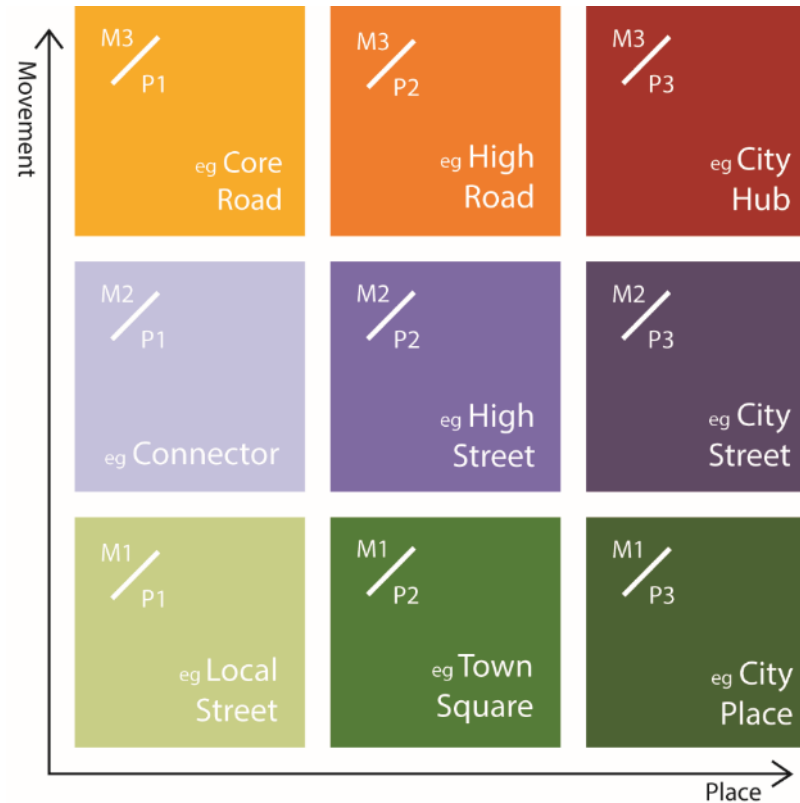 Movement
M3
P1
eg Core
Road
M3
P2
eg High
Road
M3
P3
eg City
Hub
M2
P1
eg Connector
M2
P2
eg High
Street
M2
P3
eg City
Street
M1
P1
eg Local
Street
M1
P2
eg Town
Square
M1
P3
eg City
Place
Place